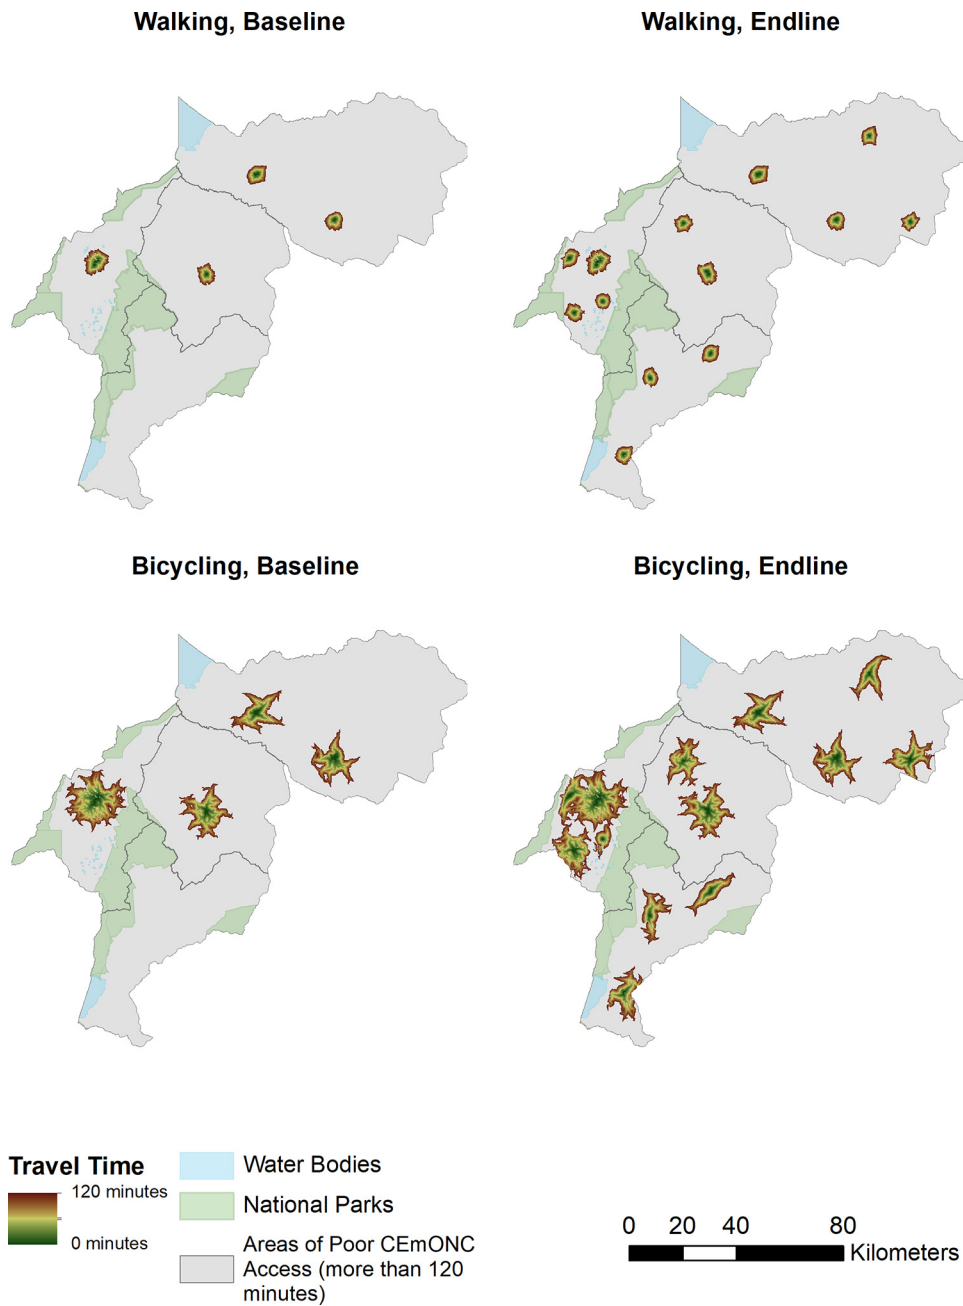 Walking, Baseline
Walking, Endline
Bicycling, Baseline
Bicycling, Endline
Travel Time
120 minutes
0 minutes
Water Bodies
National Parks
Areas of Poor CEmONC
Access (more than 120
minutes)
0 20 40 80
Kilometers